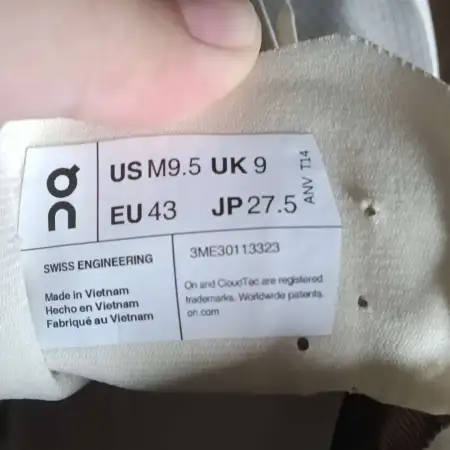 US M9.5 UK 9
EU 43 JP 27.5
ANV T14
SWISS ENGINEERING
Made in Vietnam
Hecho en Vietnam
Fabriqué au Vietnam
3ME30113323
On and CloudTec are registered
trademarks. Worldwide patents.
on.com